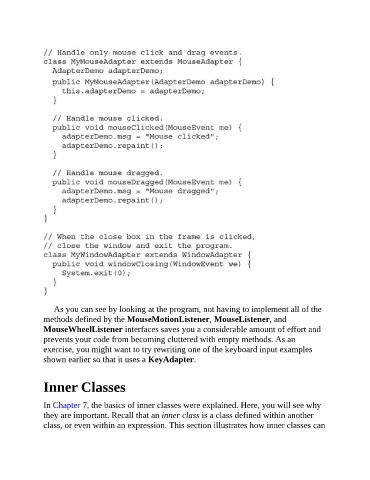 // Handle only mouse click and drag events.
class MyMouseAdapter extends MouseAdapter {
  AdapterDemo adapterDemo;
  public MyMouseAdapter(AdapterDemo adapterDemo) {
    this.adapterDemo = adapterDemo;
  }

  // Handle mouse clicked.
  public void mouseClicked(MouseEvent me) {
    adapterDemo.msg = "Mouse clicked";
    adapterDemo.repaint();
  }

  // Handle mouse dragged.
  public void mouseDragged(MouseEvent me) {
    adapterDemo.msg = "Mouse dragged";
    adapterDemo.repaint();
  }
}

// When the close box in the frame is clicked,
// close the window and exit the program.
class MyWindowAdapter extends WindowAdapter {
  public void windowClosing(WindowEvent we) {
    System.exit(0);
  }
}

As you can see by looking at the program, not having to implement all of the
methods defined by the MouseMotionListener, MouseListener, and
MouseWheelListener interfaces saves you a considerable amount of effort and
prevents your code from becoming cluttered with empty methods. As an
exercise, you might want to try rewriting one of the keyboard input examples
shown earlier so that it uses a KeyAdapter.

Inner Classes
In Chapter 7, the basics of inner classes were explained. Here, you will see why
they are important. Recall that an inner class is a class defined within another
class, or even within an expression. This section illustrates how inner classes can